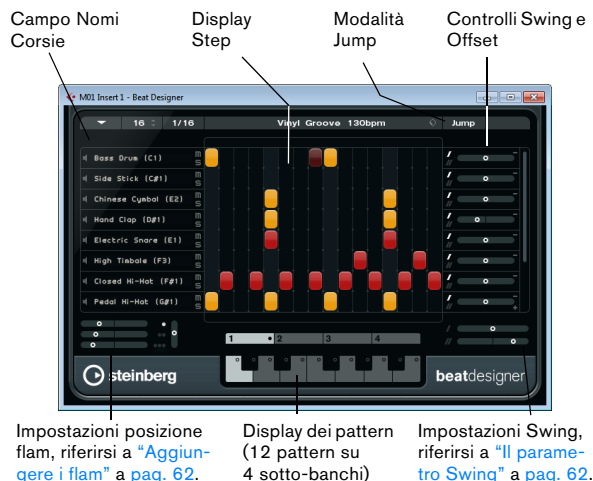 Campo Nomi
Corsie
Display
Step
Modalità
Jump
Controlli Swing e
Offset
M01 Insert 1 - Beat Designer
16 1/16 Vinyl Groove 130bpm Jump
Bass Drum (C1) m s
Side Stick (C#1) m s
Chinese Cymbal (E2) m s
Hand Clap (D#1) m s
Electric Snare (E1) m s
High Timbale (F3) m s
Closed Hi-Hat (F#1) m s
Pedal Hi-Hat (G#1) m s
1 2 3 4
steinberg
beatdesigner
Impostazioni posizione
flam, riferirsi a "Aggiun-
gere i flam" a pag. 62.
Display dei pattern
(12 pattern su
4 sotto-banchi)
Impostazioni Swing,
riferirsi a "Il parame-
tro Swing" a pag. 62.